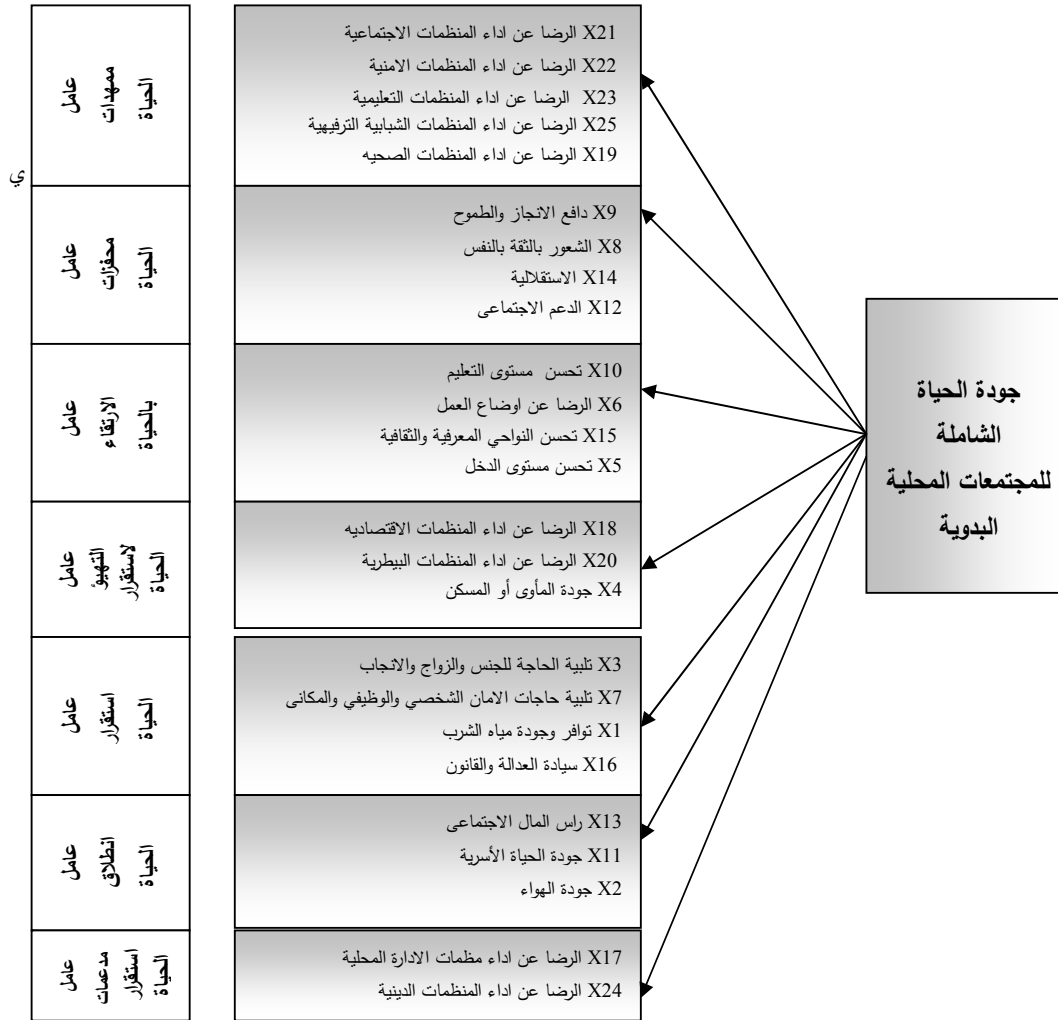 جودة الحياة
الشاملة
للمجتمعات المحلية
البدوية
X21 الرضا عن اداء المنظمات الاجتماعية
X22 الرضا عن اداء المنظمات الامنية
X23 الرضا عن اداء المنظمات التعليمية
X25 الرضا عن اداء المنظمات الشبابية الترفيهية
X19 الرضا عن اداء المنظمات الصحيه
عامل
ممهدات
الحياة
ي
X9 دافع الانجاز والطموح
X8 الشعور بالثقة بالنفس
X14 الاستقلالية
X12 الدعم الاجتماعى
عامل
محفزات
الحياة
X10 تحسن مستوى التعليم
X6 الرضا عن اوضاع العمل
X15 تحسن النواحي المعرفية والثقافية
X5 تحسن مستوى الدخل
عامل
الارتقاء
بالحياة
X18 الرضا عن اداء المنظمات الاقتصاديه
X20 الرضا عن اداء المنظمات البيطرية
X4 جودة المأوى أو المسكن
عامل
التهيؤ
لاستقرار
الحياة
X3 تلبية الحاجة للجنس والزواج والانجاب
X7 تلبية حاجات الامان الشخصي والوظيفي والمكانى
X1 توافر وجودة مياه الشرب
X16 سيادة العدالة والقانون
عامل
استقرار
الحياة
X13 راس المال الاجتماعى
X11 جودة الحياة الأسرية
X2 جودة الهواء
عامل
انطلاق
الحياة
X17 الرضا عن اداء مظمات الادارة المحلية
X24 الرضا عن اداء المنظمات الدينية
عامل
مدعمات
استقرار
الحياة